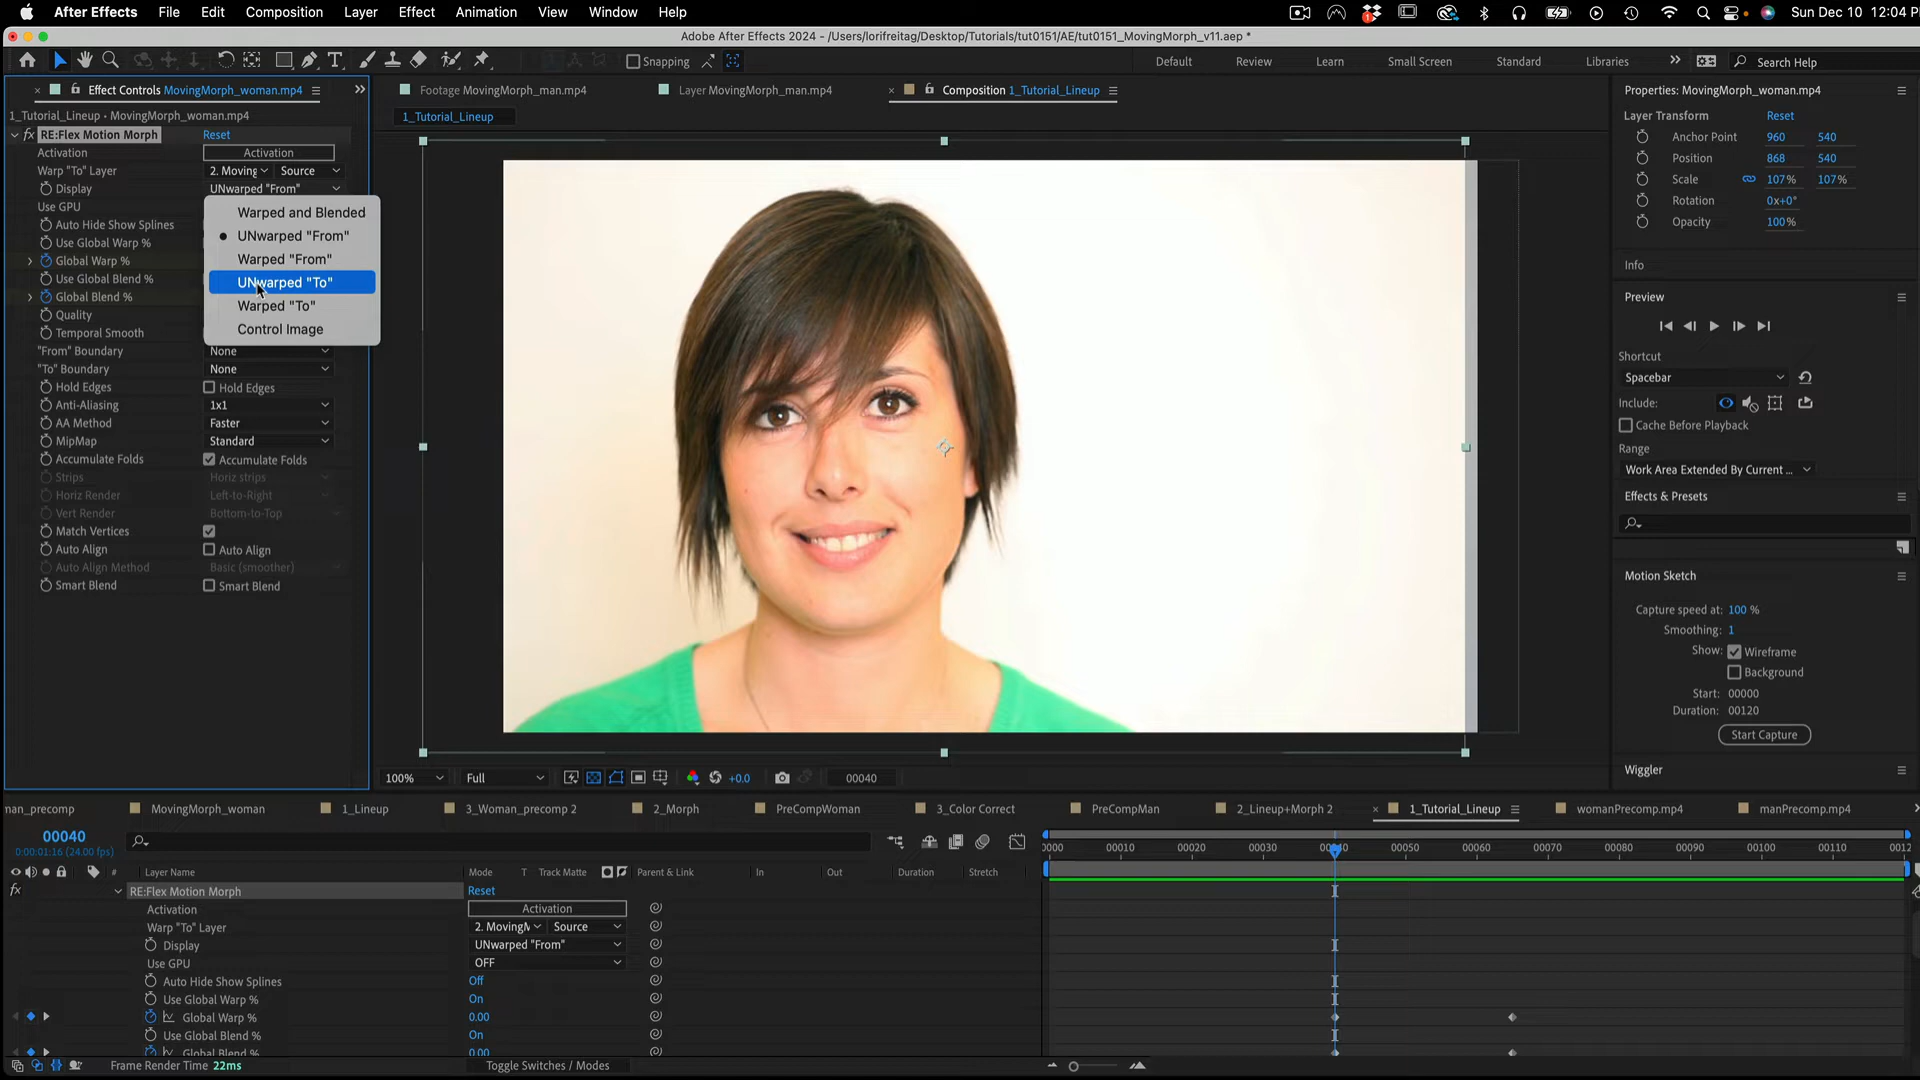 After Effects File Edit Composition Layer Effect Animation View Window Help Sun Dec 10 12:04 PM
Adobe After Effects 2024 - /Users/lorifreitag/Desktop/Tutorials/tut0151/AE/tut0151_MovingMorph_v11.aep *
Snapping Default Review Learn Small Screen Standard Libraries Search Help
Effect Controls MovingMorph_woman.mp4
Footage MovingMorph_man.mp4 Layer MovingMorph_man.mp4 Composition 1_Tutorial_Lineup
1_Tutorial_Lineup • MovingMorph_woman.mp4
1_Tutorial_Lineup
fx RE:Flex Motion Morph Reset
Activation Activation
Warp "To" Layer 2. Moving Source
Display UNwarped "From"
Use GPU
Auto Hide Show Splines
Use Global Warp %
Global Warp %
Use Global Blend %
Global Blend %
Quality
Temporal Smooth
Warped and Blended
UNwarped "From"
Warped "From"
UNwarped "To"
Warped "To"
Control Image
"From" Boundary None
"To" Boundary None
Hold Edges Hold Edges
Anti-Aliasing 1x1
AA Method Faster
MipMap Standard
Accumulate Folds Accumulate Folds
Strips Horiz strips
Horiz Render Left-to-Right
Vert Render Bottom-to-Top
Match Vertices
Auto Align Auto Align
Auto Align Method Basic (smoother)
Smart Blend Smart Blend
100% Full +0.0 00040
Properties: MovingMorph_woman.mp4
Layer Transform Reset
Anchor Point 960 540
Position 868 540
Scale 107% 107%
Rotation 0x+0°
Opacity 100%
Info
Preview
Shortcut
Spacebar
Include:
Cache Before Playback
Range
Work Area Extended By Current ...
Effects & Presets
Motion Sketch
Capture speed at: 100 %
Smoothing: 1
Show: Wireframe
Background
Start: 00000
Duration: 00120
Start Capture
Wiggler
man_precomp MovingMorph_woman 1_Lineup 3_Woman_precomp 2 2_Morph PreCompWoman 3_Color Correct PreCompMan 2_Lineup+Morph 2 1_Tutorial_Lineup womanPrecomp.mp4 manPrecomp.mp4
00040
0:00:01:16 (24.00 fps)
0000 00010 00020 00030 00040 00050 00060 00070 00080 00090 00100 00110 0012
# Layer Name Mode T Track Matte Parent & Link In Out Duration Stretch
fx RE:Flex Motion Morph Reset
Activation Activation
Warp "To" Layer 2. MovingM Source
Display UNwarped "From"
Use GPU OFF
Auto Hide Show Splines Off
Use Global Warp % On
Global Warp % 0.00
Use Global Blend % On
Global Blend % 0.00
Frame Render Time 22ms Toggle Switches / Modes